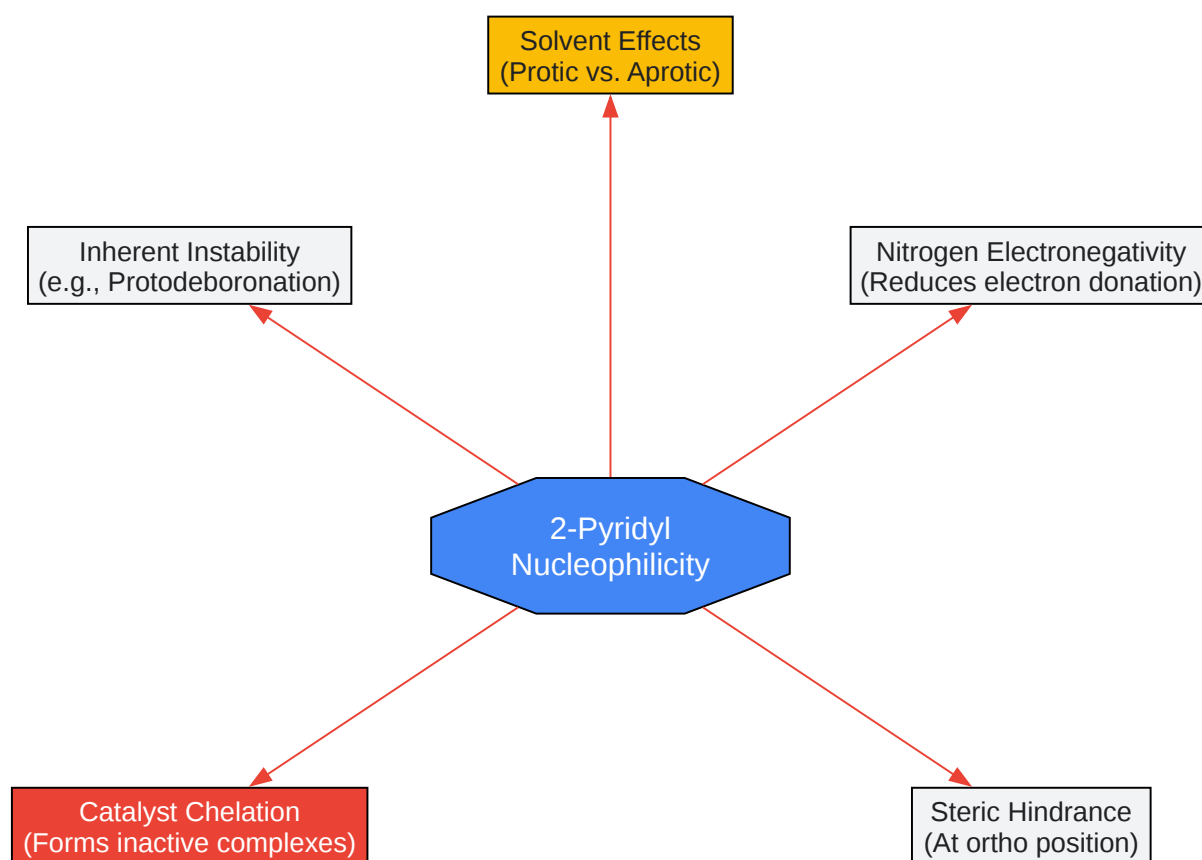 Solvent Effects
(Protic vs. Aprotic)
Inherent Instability
(e.g., Protodeboronation)
Nitrogen Electronegativity
(Reduces electron donation)
2-Pyridyl
Nucleophilicity
Catalyst Chelation
(Forms inactive complexes)
Steric Hindrance
(At ortho position)